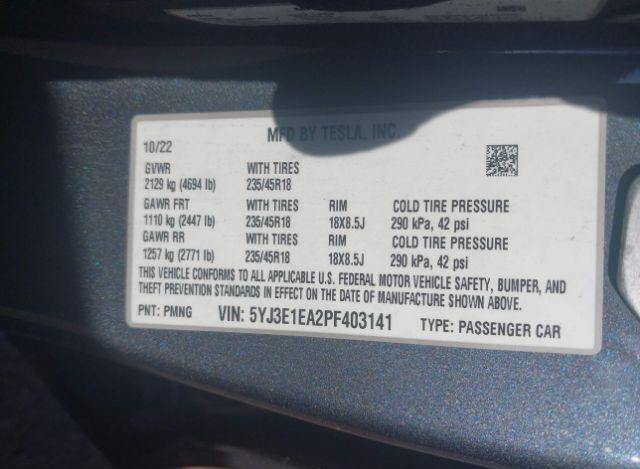 MFD BY TESLA, INC.
10/22
GVWR WITH TIRES
2129 kg (4694 lb) 235/45R18
GAWR FRT WITH TIRES RIM COLD TIRE PRESSURE
1110 kg (2447 lb) 235/45R18 18X8.5J 290 kPa, 42 psi
GAWR RR WITH TIRES RIM COLD TIRE PRESSURE
1257 kg (2771 lb) 235/45R18 18X8.5J 290 kPa, 42 psi
THIS VEHICLE CONFORMS TO ALL APPLICABLE U.S. FEDERAL MOTOR VEHICLE SAFETY, BUMPER, AND
THEFT PREVENTION STANDARDS IN EFFECT ON THE DATE OF MANUFACTURE SHOWN ABOVE.
PNT: PMNG VIN: 5YJ3E1EA2PF403141 TYPE: PASSENGER CAR